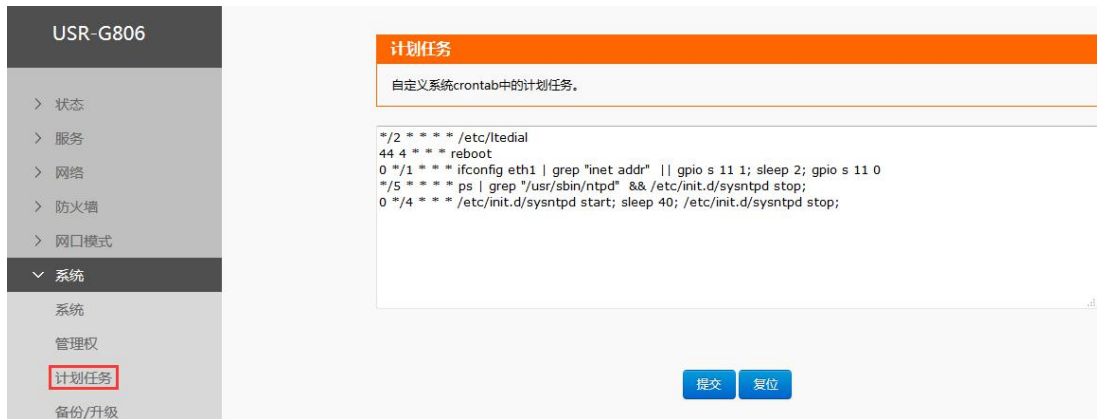 USR-G806
状态
服务
网络
防火墙
网口模式
系统
系统
管理权
计划任务
备份/升级
计划任务
自定义系统crontab中的计划任务。
*/2 * * * * /etc/ltedial
44 4 * * * reboot
0 */1 * * * ifconfig eth1 | grep "inet addr" || gpio s 11 1; sleep 2; gpio s 11 0
*/5 * * * * ps | grep "/usr/sbin/ntpd" && /etc/init.d/sysntpd stop;
0 */4 * * * /etc/init.d/sysntpd start; sleep 40; /etc/init.d/sysntpd stop;
提交
复位